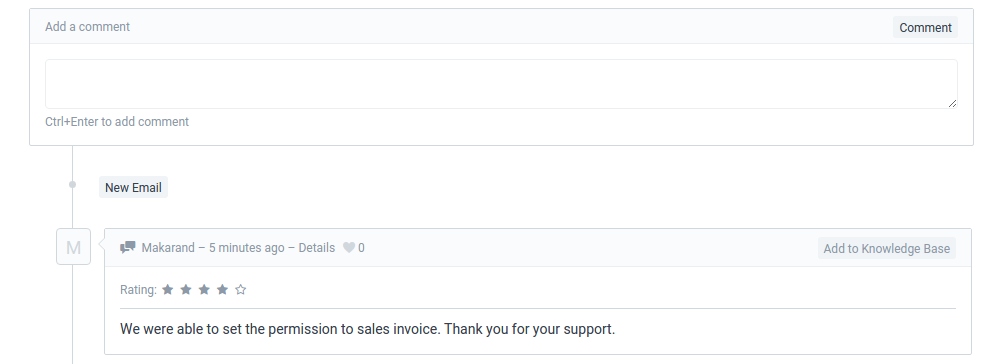 Add a comment
Comment
Ctrl+Enter to add comment
New Email
M
Makarand – 5 minutes ago – Details 0
Add to Knowledge Base
Rating:
We were able to set the permission to sales invoice. Thank you for your support.